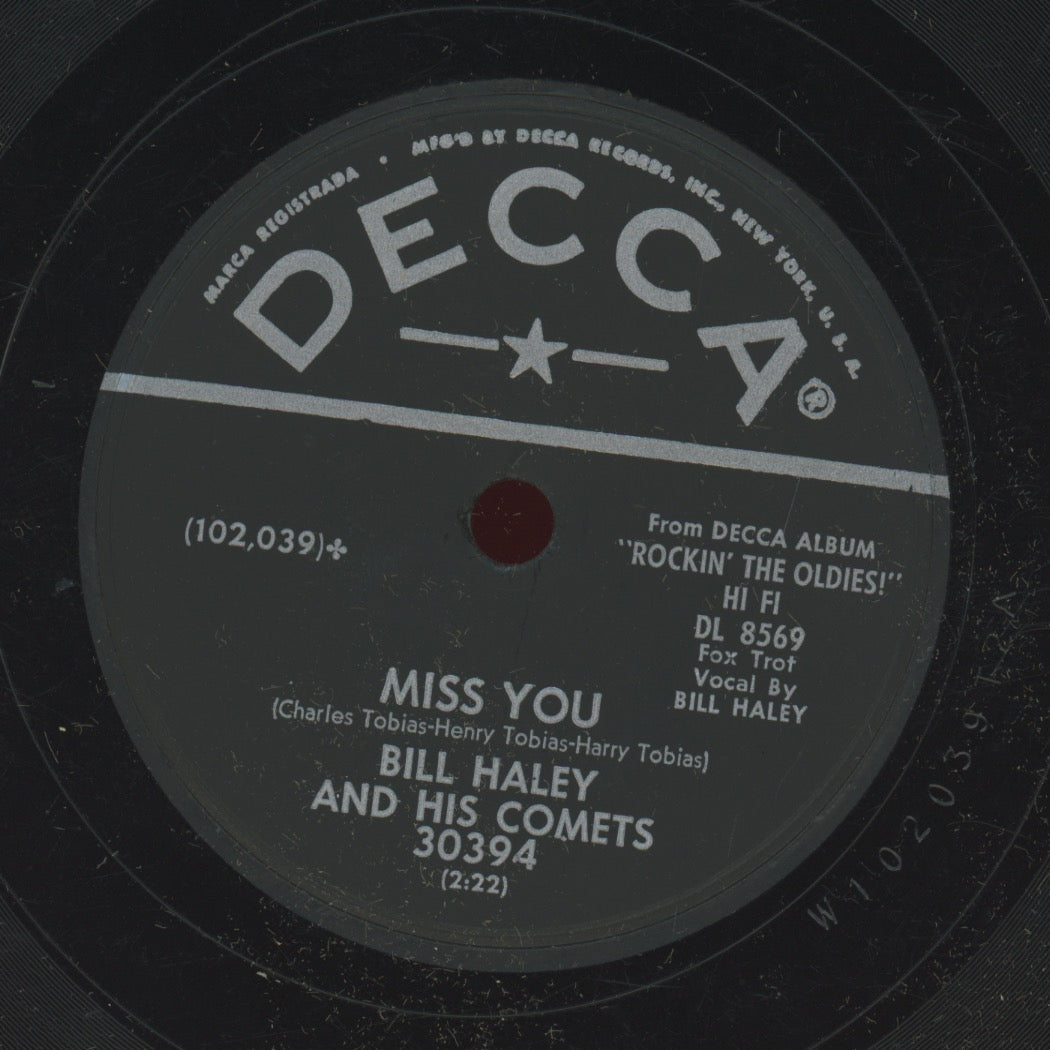 MARCA REGISTRADA • MFG'D BY DECCA RECORDS, INC., NEW YORK, U. S. A.
DECCA®
(102,039)✤
From DECCA ALBUM
"ROCKIN' THE OLDIES!"
HI FI
DL 8569
Fox Trot
Vocal By
BILL HALEY
MISS YOU
(Charles Tobias-Henry Tobias-Harry Tobias)
BILL HALEY
AND HIS COMETS
30394
(2:22)
W102039